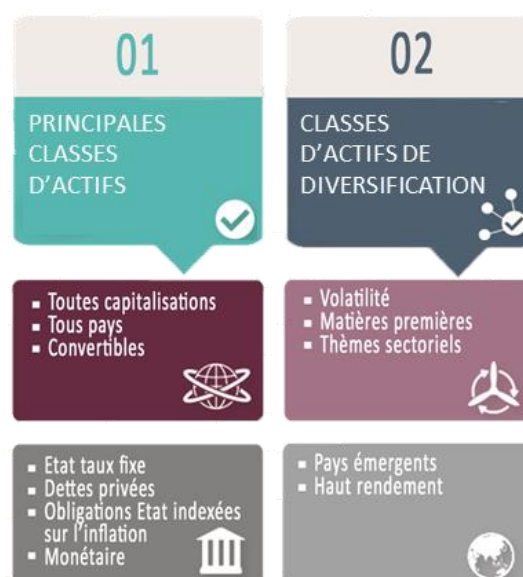 01
PRINCIPALES
CLASSES
D'ACTIFS
02
CLASSES
D'ACTIFS DE
DIVERSIFICATION
▪ Toutes capitalisations
▪ Tous pays
▪ Convertibles
▪ Volatilité
▪ Matières premières
▪ Thèmes sectoriels
▪ Etat taux fixe
▪ Dettes privées
▪ Obligations Etat indexées
sur l'inflation
▪ Monétaire
▪ Pays émergents
▪ Haut rendement